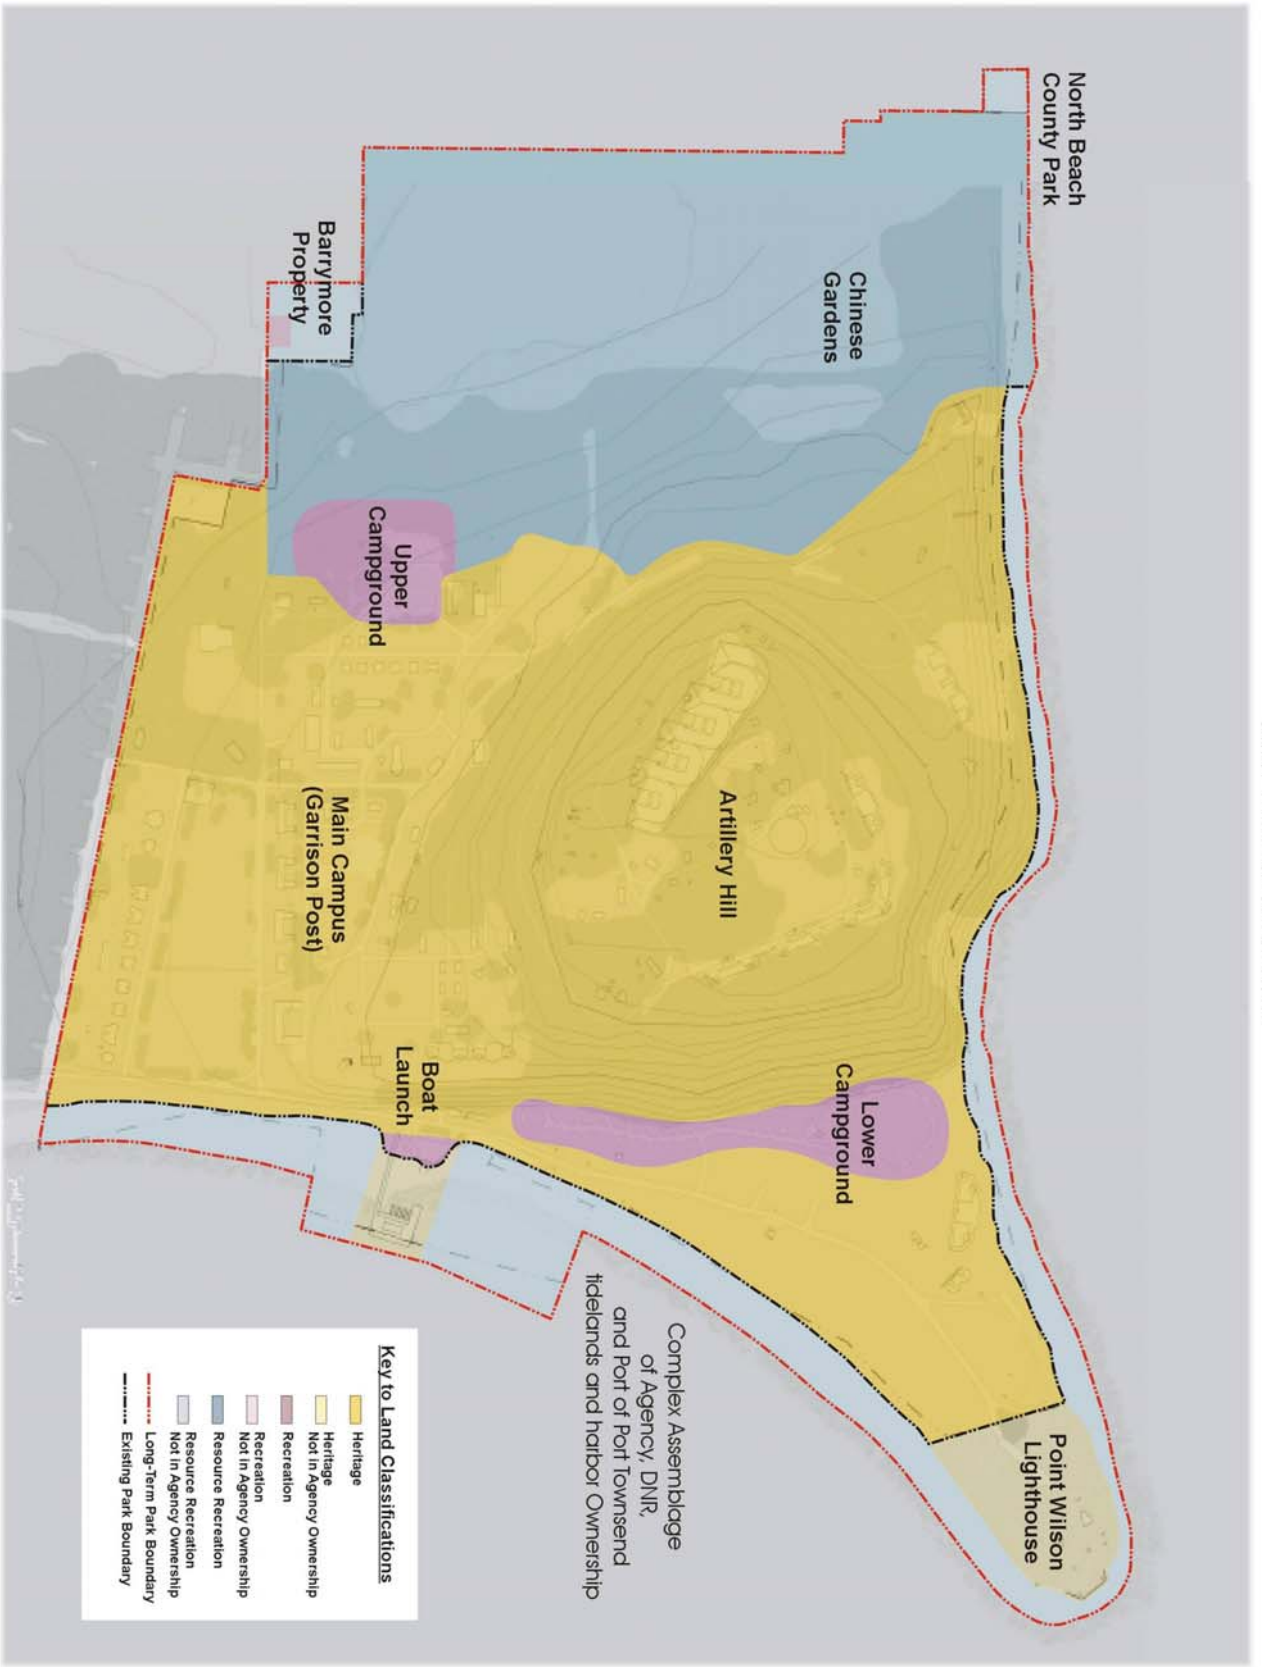 North Beach
County Park
Chinese
Gardens
Barrymore
Property
Upper
Campground
Artillery Hill
Main Campus
(Garrison Post)
Boat
Launch
Lower
Campground
Point Wilson
Lighthouse
Complex Assemblage
of Agency, DNR,
and Port of Port Townsend
tidelands and harbor Ownership
Key to Land Classifications
Heritage
Heritage
Not in Agency Ownership
Recreation
Recreation
Not in Agency Ownership
Resource Recreation
Resource Recreation
Not in Agency Ownership
Long-Term Park Boundary
Existing Park Boundary